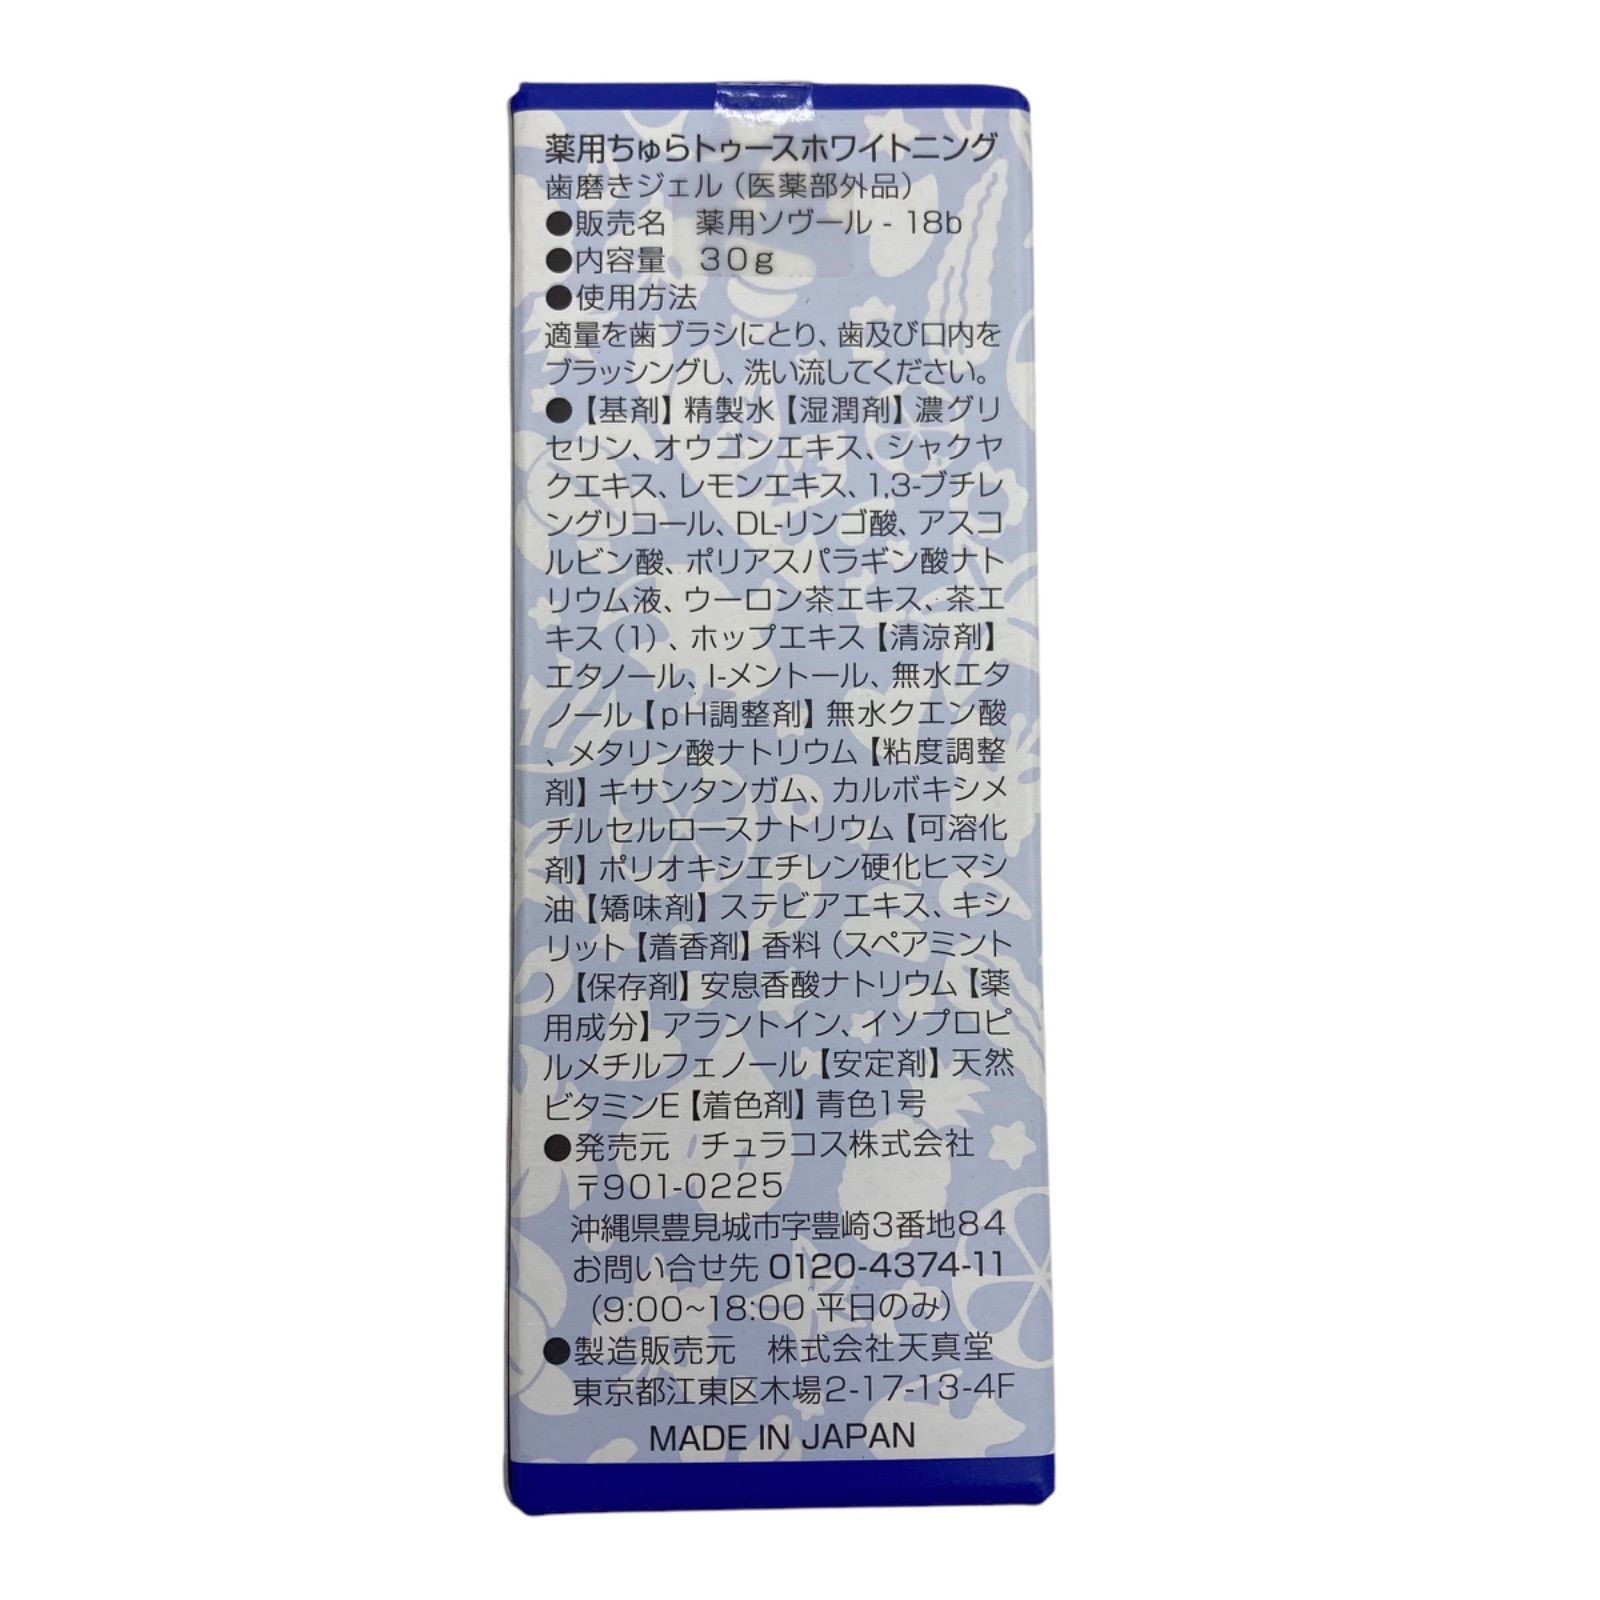 薬用ちゅらトゥースホワイトニング
歯磨きジェル(医薬部外品)
●販売名　薬用ソヴール - 18b
●内容量　30g
●使用方法
適量を歯ブラシにとり、歯及び口内を
ブラッシングし、洗い流してください。
●【基剤】精製水【湿潤剤】濃グリ
セリン、オウゴンエキス、シャクヤ
クエキス、レモンエキス、1,3-ブチレ
ングリコール、DL-リンゴ酸、アスコ
ルビン酸、ポリアスパラギン酸ナト
リウム液、ウーロン茶エキス、茶エ
キス(1)、ホップエキス【清涼剤】
エタノール、l-メントール、無水エタ
ノール【pH調整剤】無水クエン酸
、メタリン酸ナトリウム【粘度調整
剤】キサンタンガム、カルボキシメ
チルセルロースナトリウム【可溶化
剤】ポリオキシエチレン硬化ヒマシ
油【矯味剤】ステビアエキス、キシ
リット【着香剤】香料(スペアミント
)【保存剤】安息香酸ナトリウム【薬
用成分】アラントイン、イソプロピ
ルメチルフェノール【安定剤】天然
ビタミンE【着色剤】青色1号
●発売元　チュラコス株式会社
〒901-0225
沖縄県豊見城市字豊崎3番地84
お問い合せ先 0120-4374-11
(9:00~18:00 平日のみ)
●製造販売元　株式会社天真堂
東京都江東区木場2-17-13-4F
MADE IN JAPAN